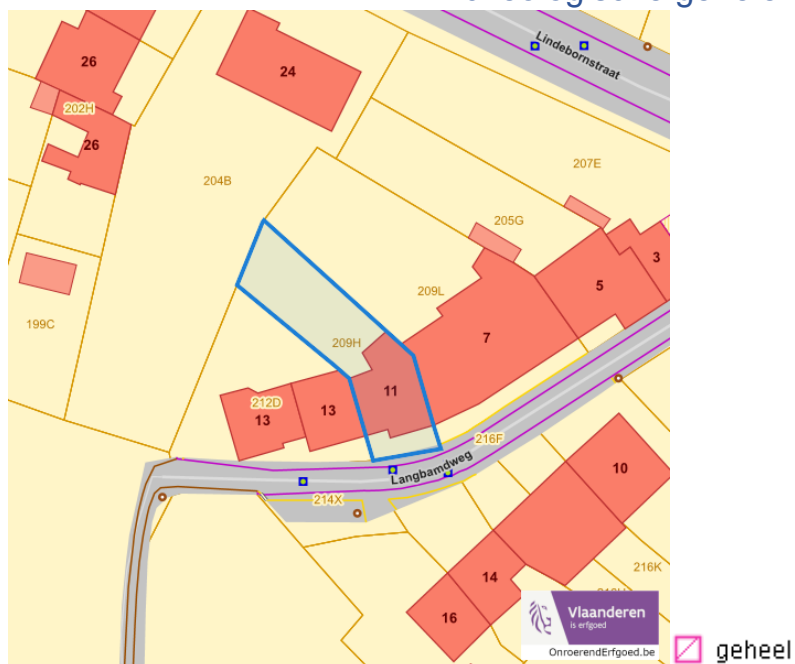 Lindebornstraat
26
24
202H
26
207E
204B
205G
3
5
209L
199C
7
209H
11
212D
13
13
216F
Langbamdweg
10
214X
216K
14
16
Vlaanderen
is erfgoed
OnroerendErfgoed.be
geheel